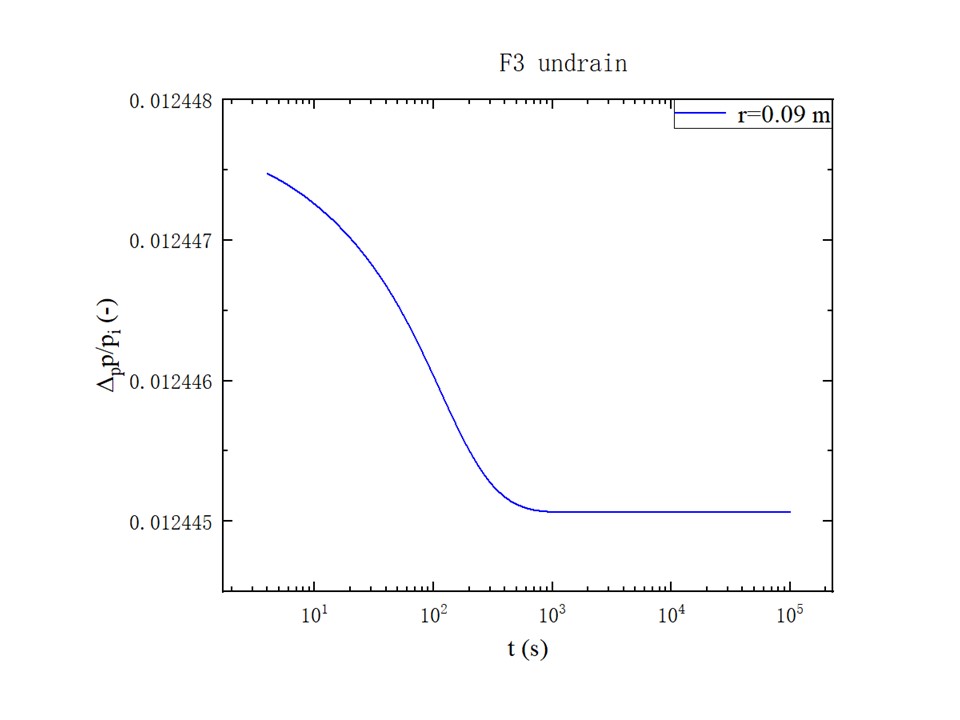 F3 undrain
r=0.09 m
0.012448
0.012447
0.012446
0.012445
Δₚp/pᵢ (-)
10¹ 10² 10³ 10⁴ 10⁵
t (s)